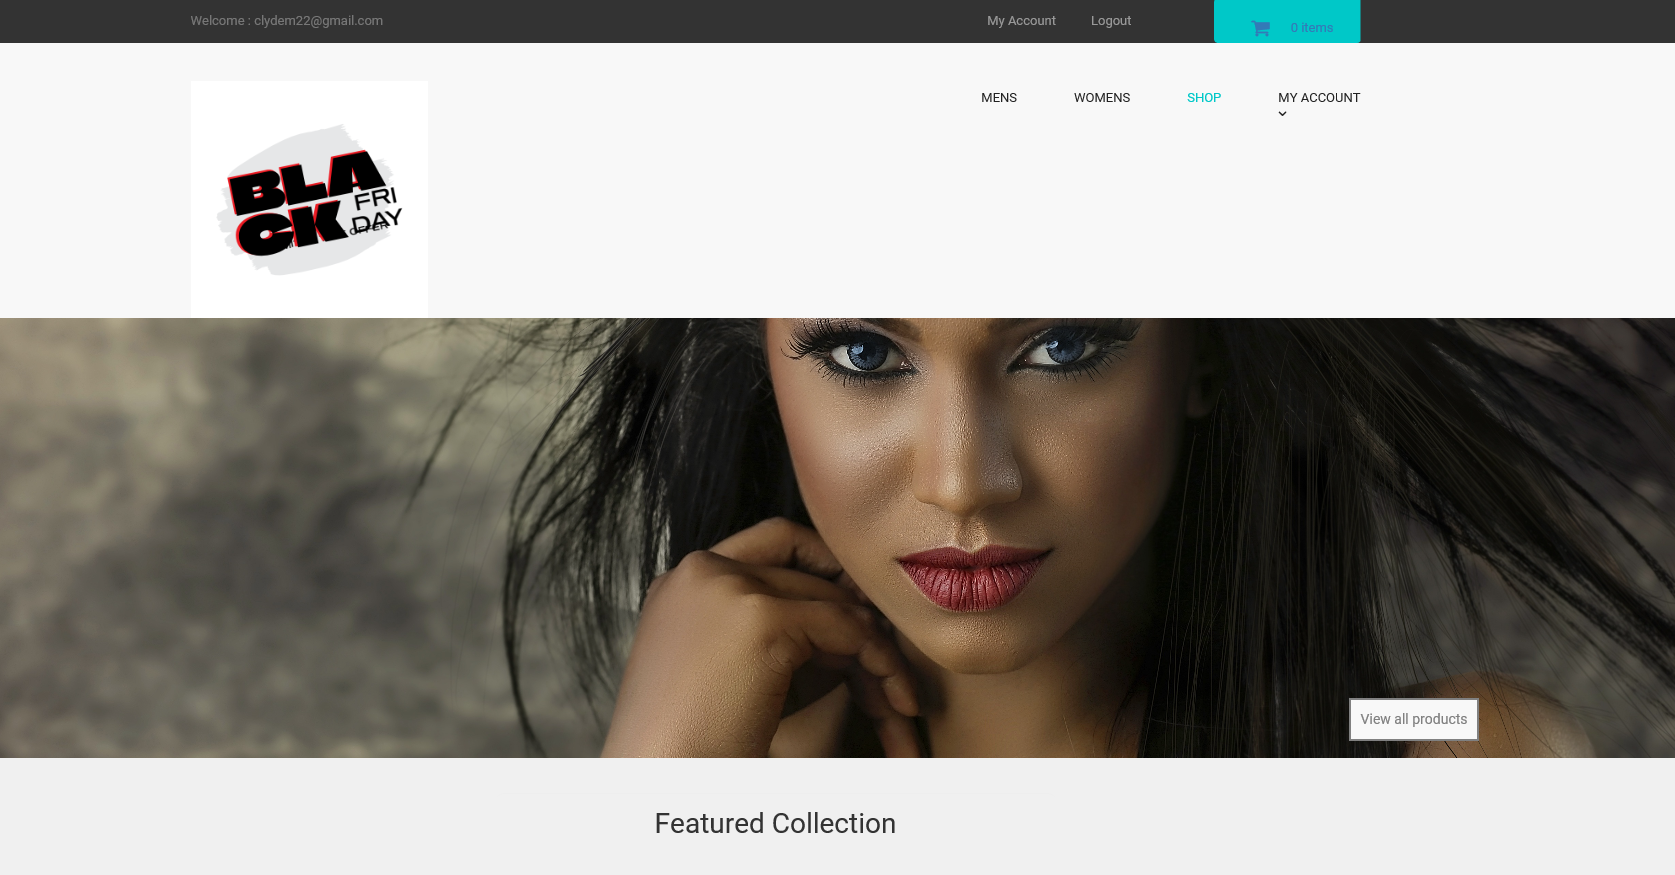 Welcome : clydem22@gmail.com
My Account
Logout
0 items
MENS
WOMENS
SHOP
MY ACCOUNT
BLA
CK
FRI
DAY
OFFER
View all products
Featured Collection